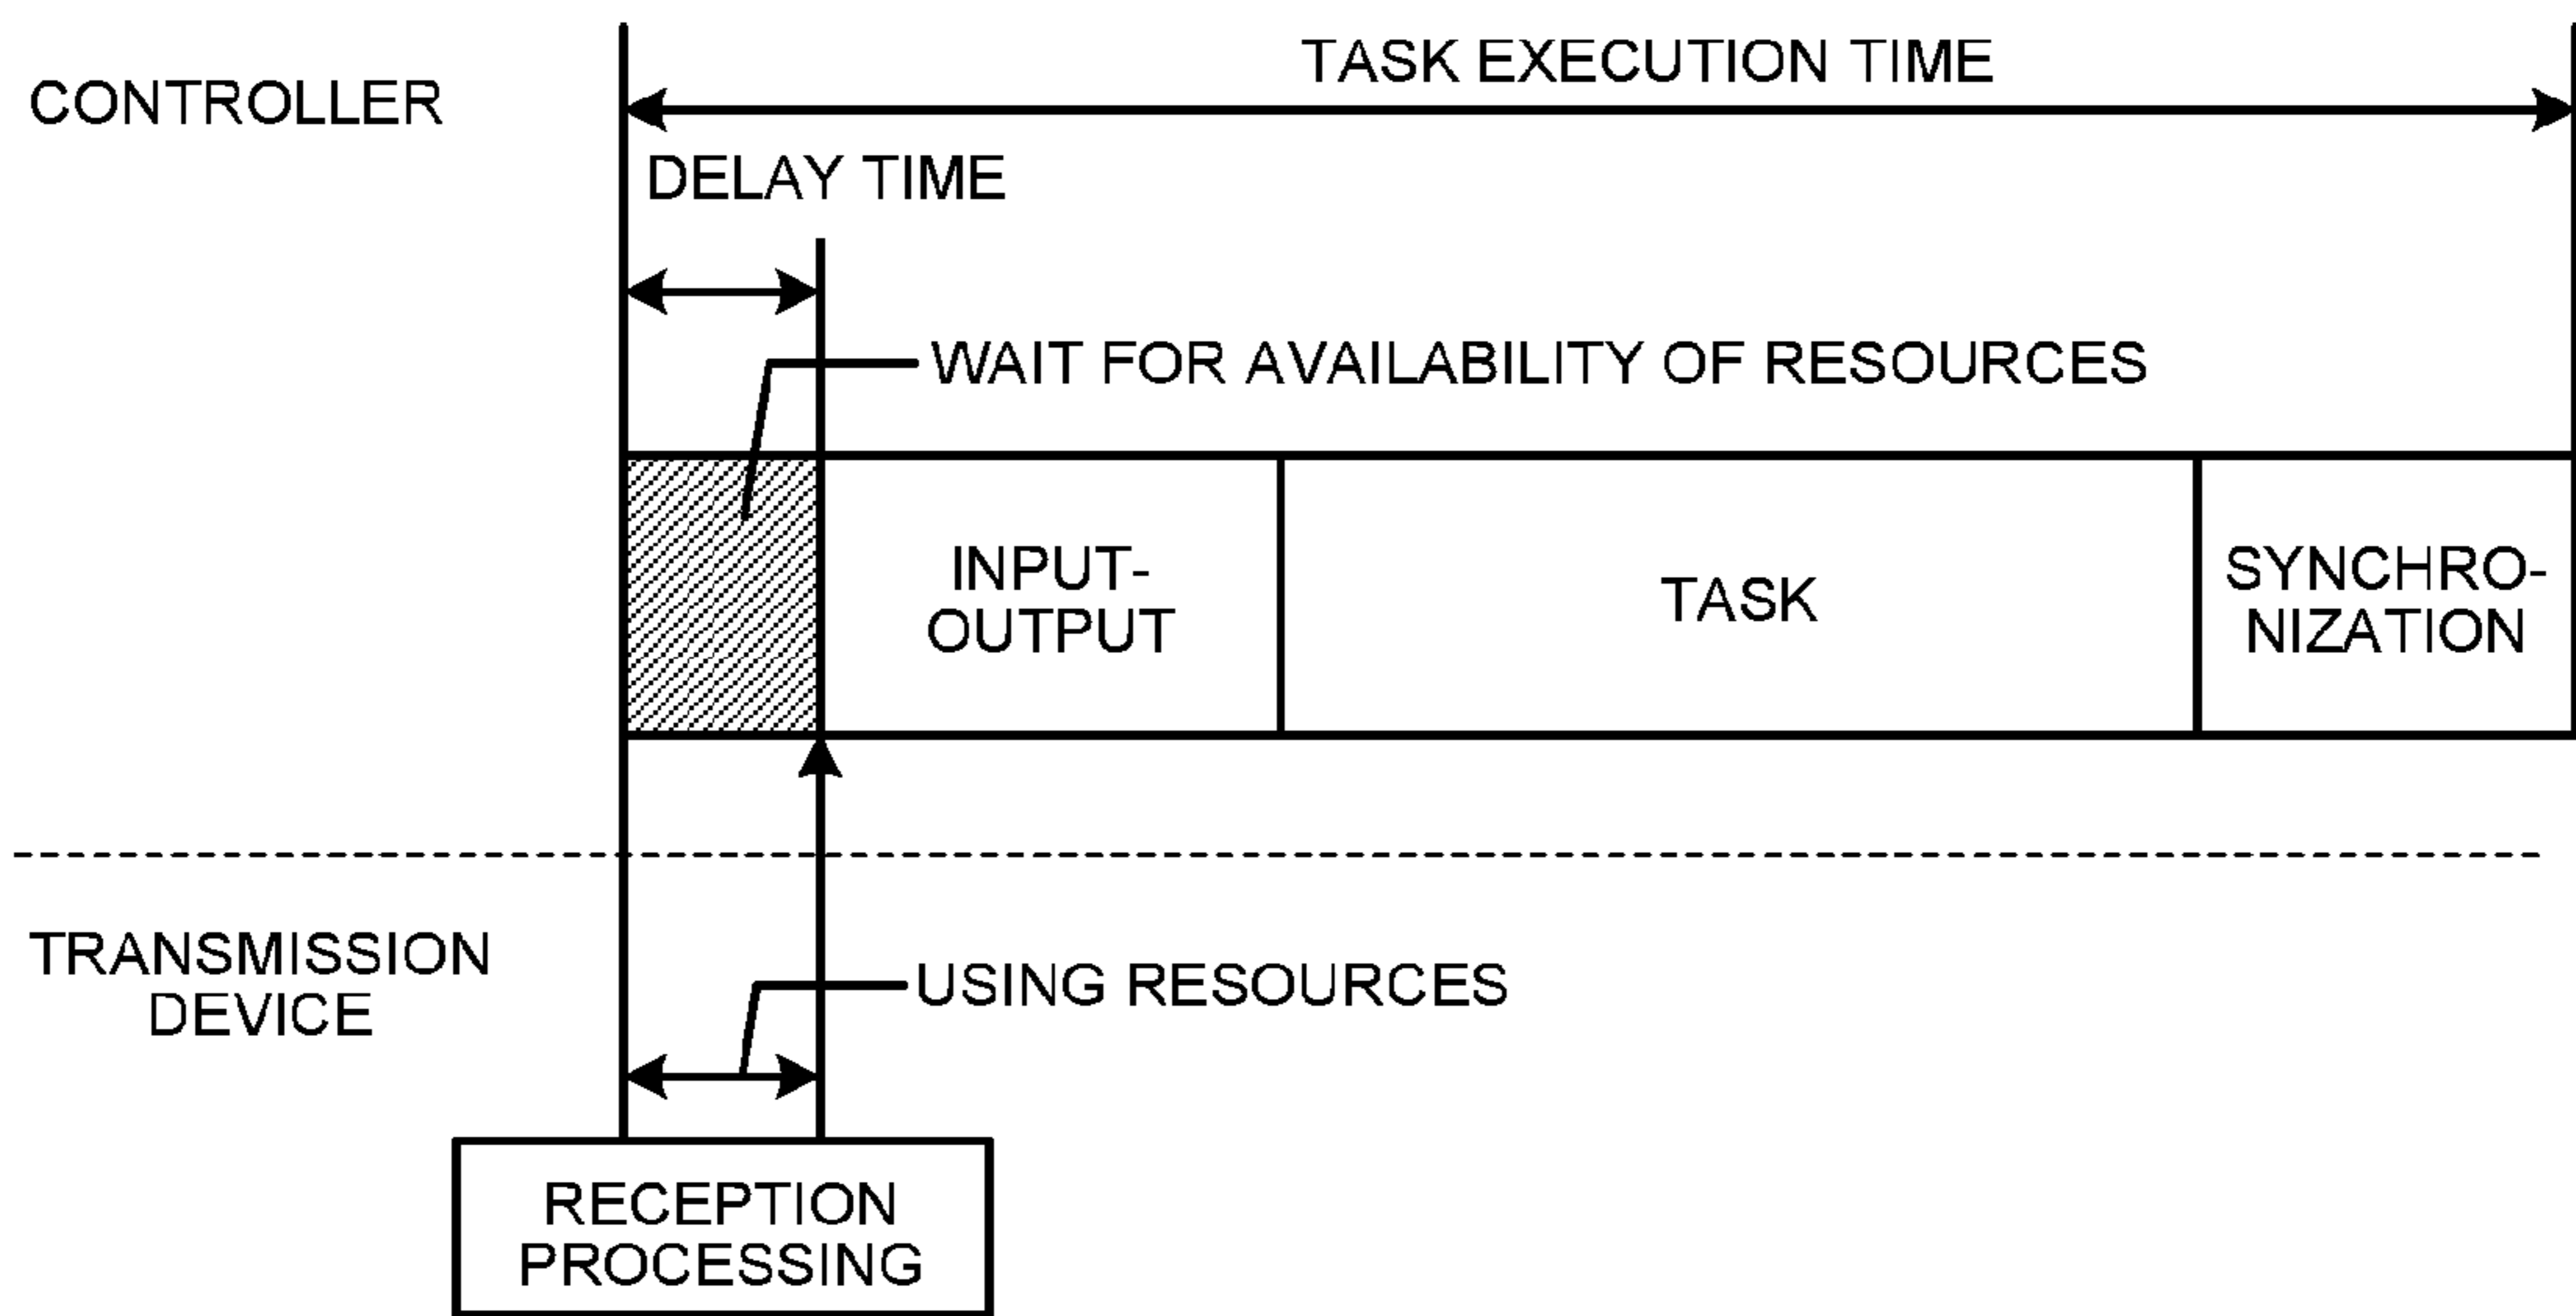 TASK EXECUTION TIME
CONTROLLER
DELAY TIME
WAIT FOR AVAILABILITY OF RESOURCES
INPUT-
OUTPUT
TASK
SYNCHRO-
NIZATION
TRANSMISSION
DEVICE
USING RESOURCES
RECEPTION
PROCESSING